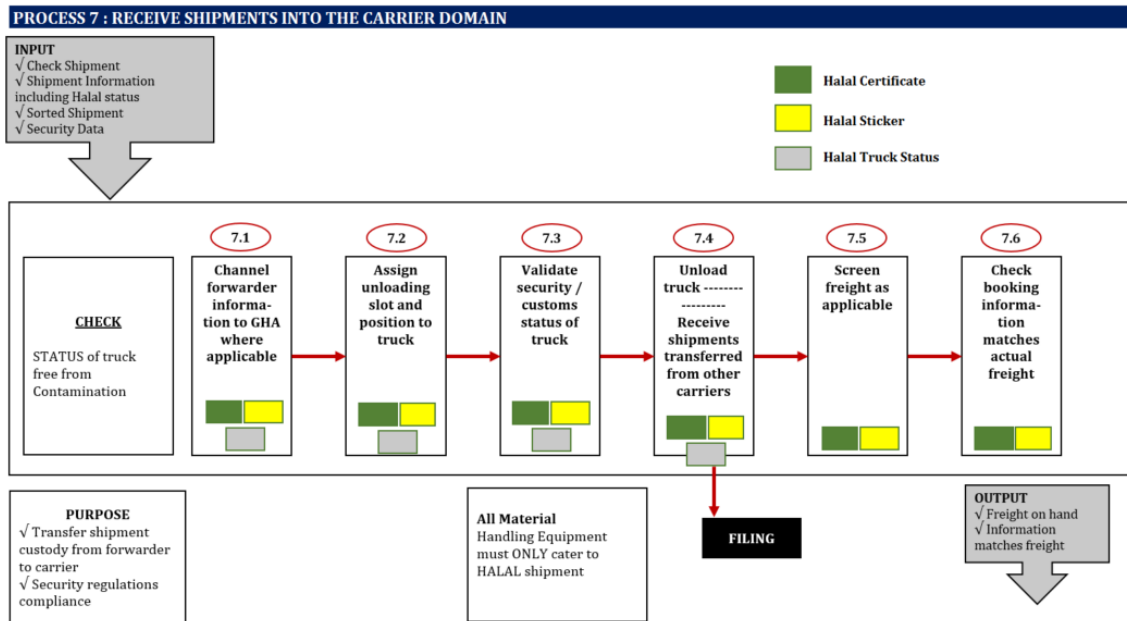 PROCESS 7 : RECEIVE SHIPMENTS INTO THE CARRIER DOMAIN
INPUT
√ Check Shipment
√ Shipment Information
including Halal status
√ Sorted Shipment
√ Security Data
Halal Certificate
Halal Sticker
Halal Truck Status
CHECK
STATUS of truck
free from
Contamination
7.1
Channel
forwarder
informa-
tion to GHA
where
applicable
7.2
Assign
unloading
slot and
position to
truck
7.3
Validate
security /
customs
status of
truck
7.4
Unload
truck --------
---------
Receive
shipments
transferred
from other
carriers
7.5
Screen
freight as
applicable
7.6
Check
booking
informa-
tion
matches
actual
freight
PURPOSE
√ Transfer shipment
custody from forwarder
to carrier
√ Security regulations
compliance
All Material
Handling Equipment
must ONLY cater to
HALAL shipment
FILING
OUTPUT
√ Freight on hand
√ Information
matches freight